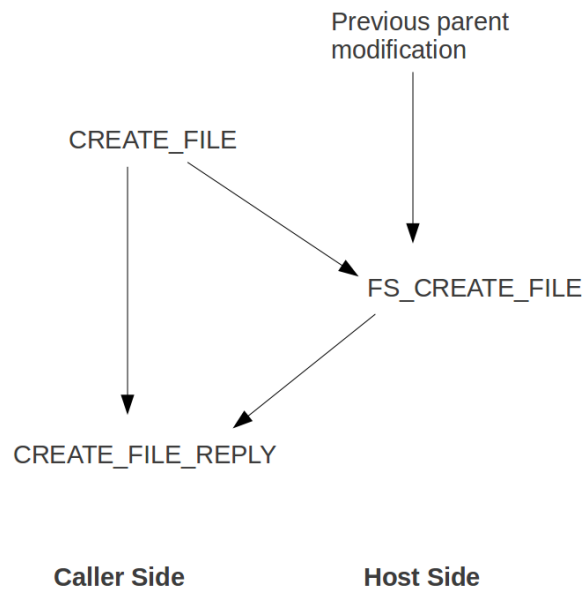 Previous parent
modification
CREATE_FILE
FS_CREATE_FILE
CREATE_FILE_REPLY
Caller Side
Host Side